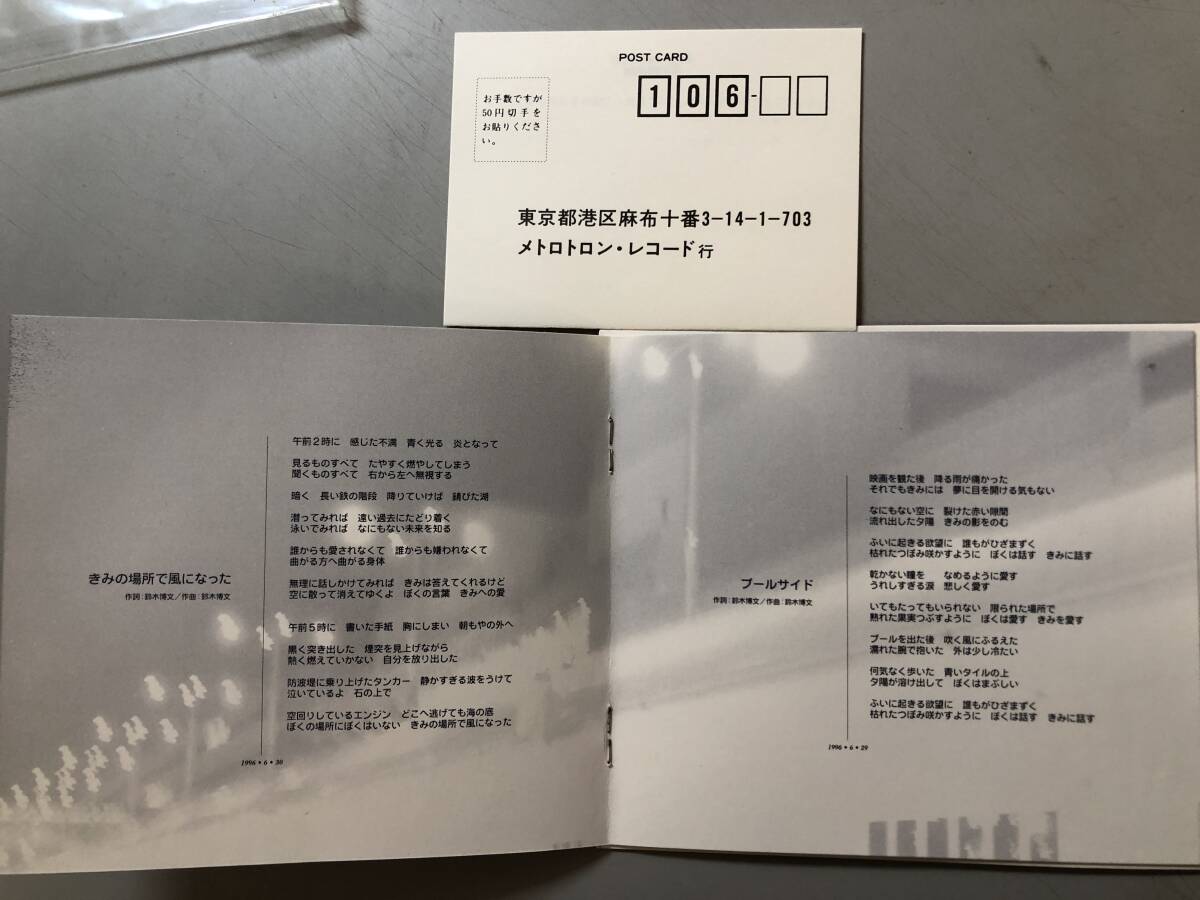 POST CARD
お手数ですが
50円切手を
お貼りくださ
い。
106-
東京都港区麻布十番3-14-1-703
メトロトロン・レコード 行
きみの場所で風になった
作詞:鈴木博文/作曲:鈴木博文
午前2時に 感じた不満 青く光る 炎となって
見るものすべて たやすく燃やしてしまう
聞くものすべて 右から左へ無視する
暗く 長い鉄の階段 降りていけば 錆びた湖
潜ってみれば 遠い過去にたどり着く
泳いでみれば なにもない未来を知る
誰からも愛されなくて 誰からも嫌われなくて
曲がる方へ曲がる身体
無理に話しかけてみれば きみは答えてくれるけど
空に散って消えてゆくよ ぼくの言葉 きみへの愛
午前5時に 書いた手紙 胸にしまい 朝もやの外へ
黒く突き出した 煙突を見上げながら
熱く燃えていかない 自分を放り出した
防波堤に乗り上げたタンカー 静かすぎる波をうけて
泣いているよ 石の上で
空回りしているエンジン どこへ逃げても海の底
ぼくの場所にぼくはいない きみの場所で風になった
1996・6・30
プールサイド
作詞:鈴木博文/作曲:鈴木博文
映画を観た後 降る雨が痛かった
それでもきみには 夢に目を開ける気もない
なにもない空に 裂けた赤い隙間
流れ出した夕陽 きみの影をのむ
ふいに起きる欲望に 誰もがひざまずく
枯れたつぼみ咲かすように ぼくは話す きみに話す
乾かない瞳を なめるように愛す
うれしすぎる涙 悲しく愛す
いてもたってもいられない 限られた場所で
熟れた果実つぶすように ぼくは愛す きみを愛す
プールを出た後 吹く風にふるえた
濡れた腕で抱いた 外は少し冷たい
何気なく歩いた 青いタイルの上
夕陽が溶け出して ぼくはまぶしい
ふいに起きる欲望に 誰もがひざまずく
枯れたつぼみ咲かすように ぼくは話す きみに話す
1996・6・29